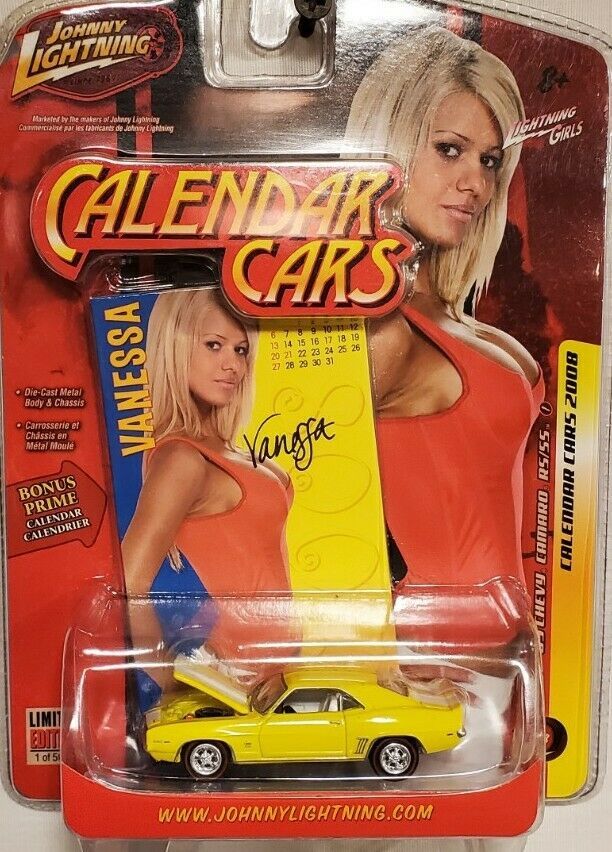 JOHNNY
LIGHTNING
Marketed by the makers of Johnny Lightning
Commercialisé par les fabricants de Johnny Lightning
8+
LIGHTNING
GIRLS
CALENDAR
CARS
VANESSA
6 7 8 9 10 11 12
13 14 15 16 17 18 19
20 21 22 23 24 25 26
27 28 29 30 31
Vanessa
• Die-Cast Metal
Body & Chassis
• Carrosserie et
Châssis en
Métal Moulé
BONUS
PRIME
CALENDAR
CALENDRIER
CHEVY CAMARO RS/SS
CALENDAR CARS 2008
EDIT
1 of
WWW.JOHNNYLIGHTNING.COM